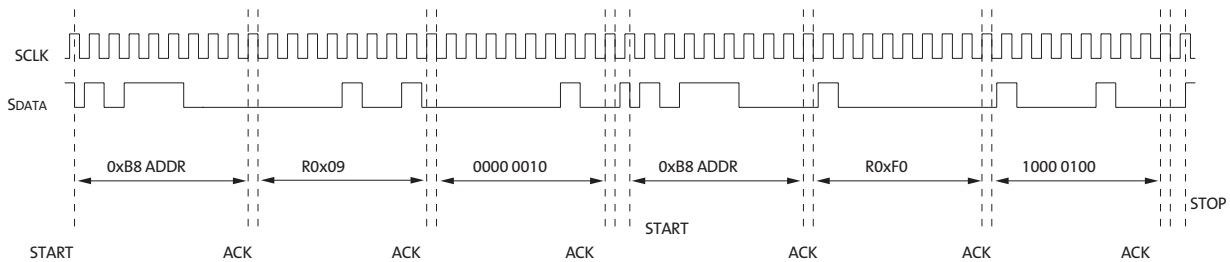 SCLK
SDATA
0xB8 ADDR
R0x09
0000 0010
0xB8 ADDR
R0xF0
1000 0100
STOP
START
START
ACK
ACK
ACK
ACK
ACK
ACK